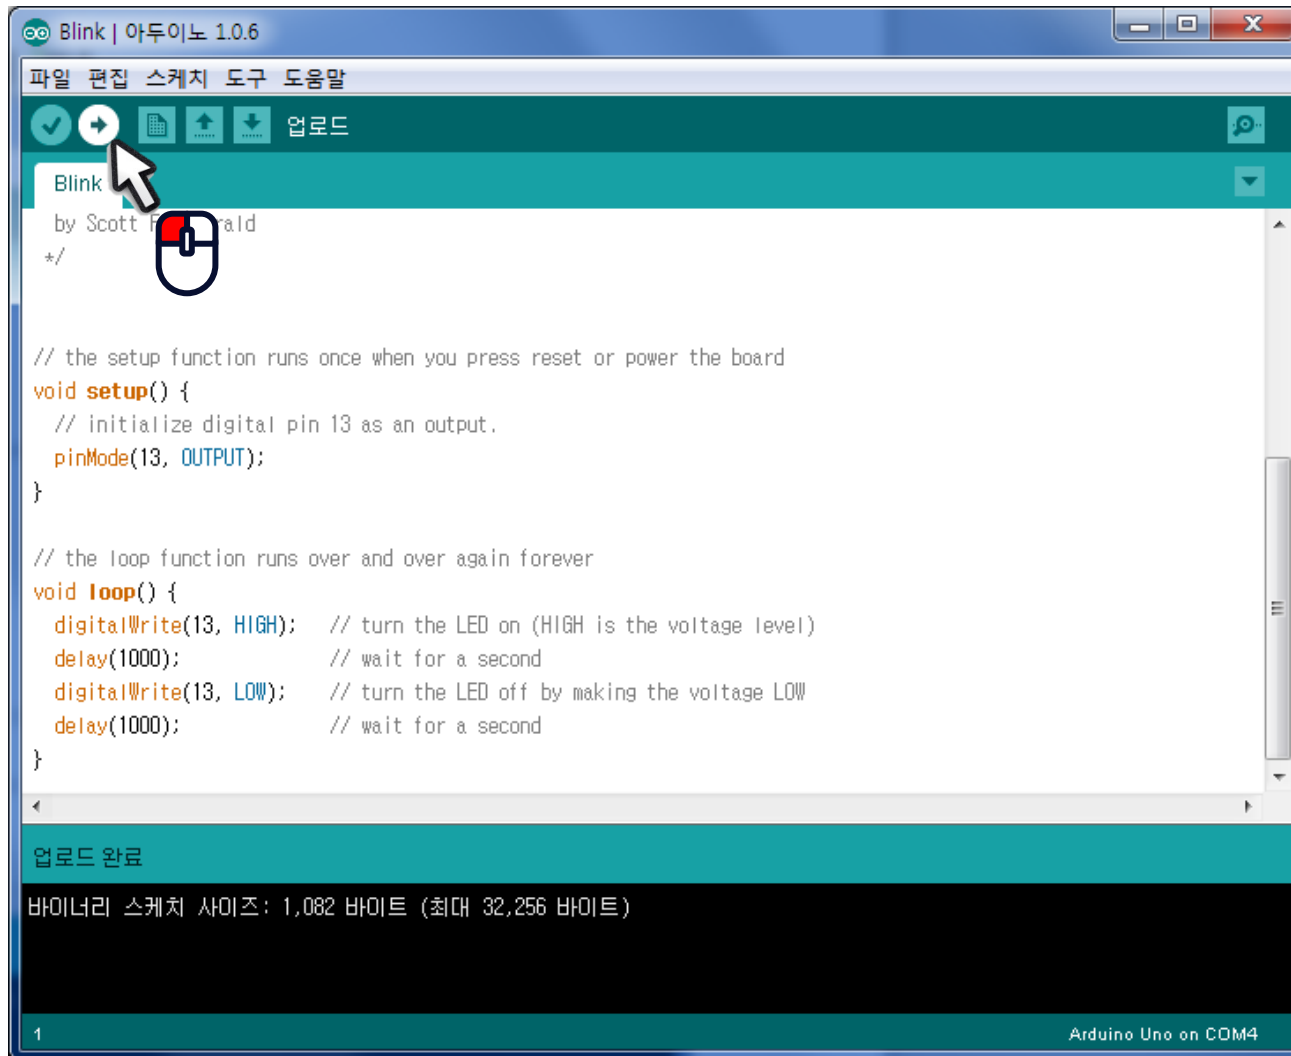 Blink | 아두이노 1.0.6
파일 편집 스케치 도구 도움말
업로드
Blink
by Scott F rald
*/
// the setup function runs once when you press reset or power the board
void setup() {
// initialize digital pin 13 as an output.
pinMode(13, OUTPUT);
}
// the loop function runs over and over again forever
void loop() {
digitalWrite(13, HIGH);   // turn the LED on (HIGH is the voltage level)
delay(1000);              // wait for a second
digitalWrite(13, LOW);    // turn the LED off by making the voltage LOW
delay(1000);              // wait for a second
}
업로드 완료
바이너리 스케치 사이즈: 1,082 바이트 (최대 32,256 바이트)
1
Arduino Uno on COM4